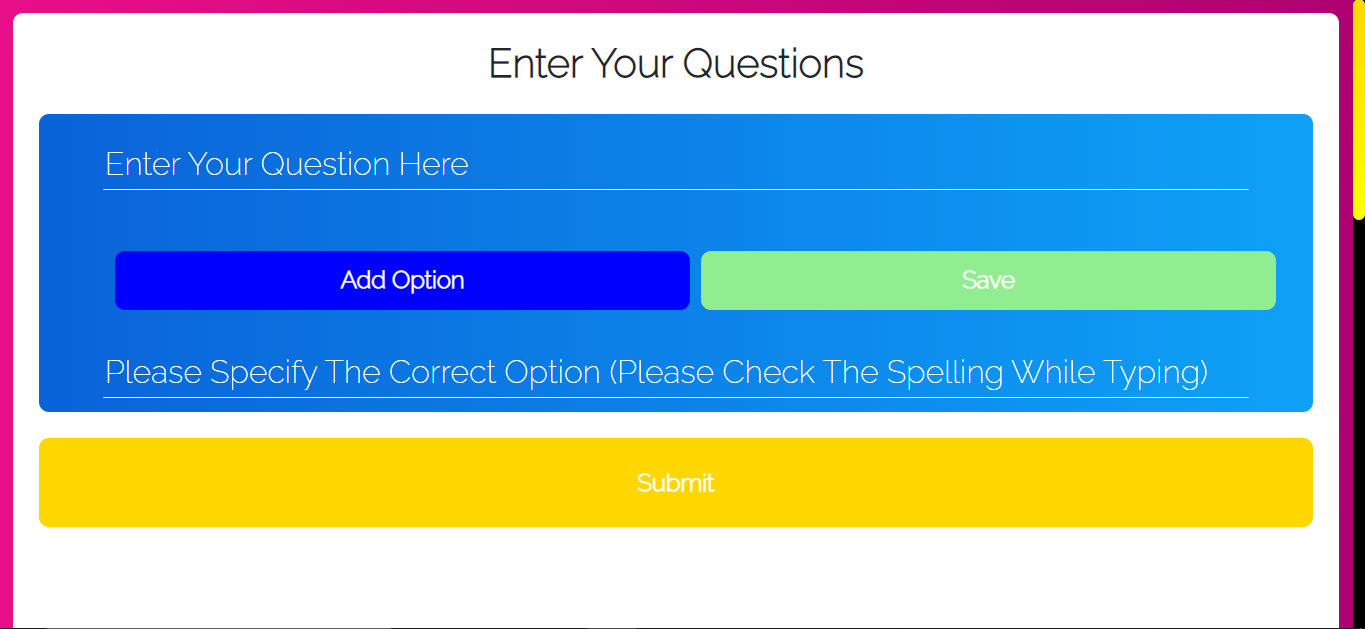 Enter Your Questions
Enter Your Question Here
Add Option
Save
Please Specify The Correct Option (Please Check The Spelling While Typing)
Submit